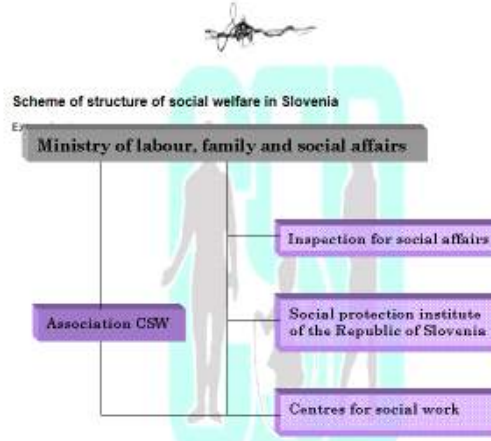 Scheme of structure of social welfare in Slovenia
Ministry of labour, family and social affairs
Inspection for social affairs
Association CSW
Social protection institute
of the Republic of Slovenia
Centres for social work